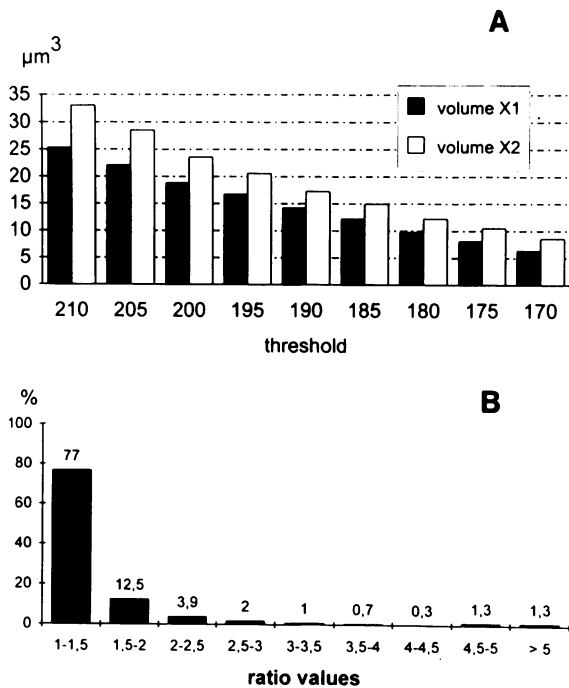 A
µm³
35
30
25
20
15
10
5
0
volume X1
volume X2
210 205 200 195 190 185 180 175 170
threshold
B
%
100
80
60
40
20
0
77 12,5 3,9 2 1 0,7 0,3 1,3 1,3
1-1,5 1,5-2 2-2,5 2,5-3 3-3,5 3,5-4 4-4,5 4,5-5 > 5
ratio values